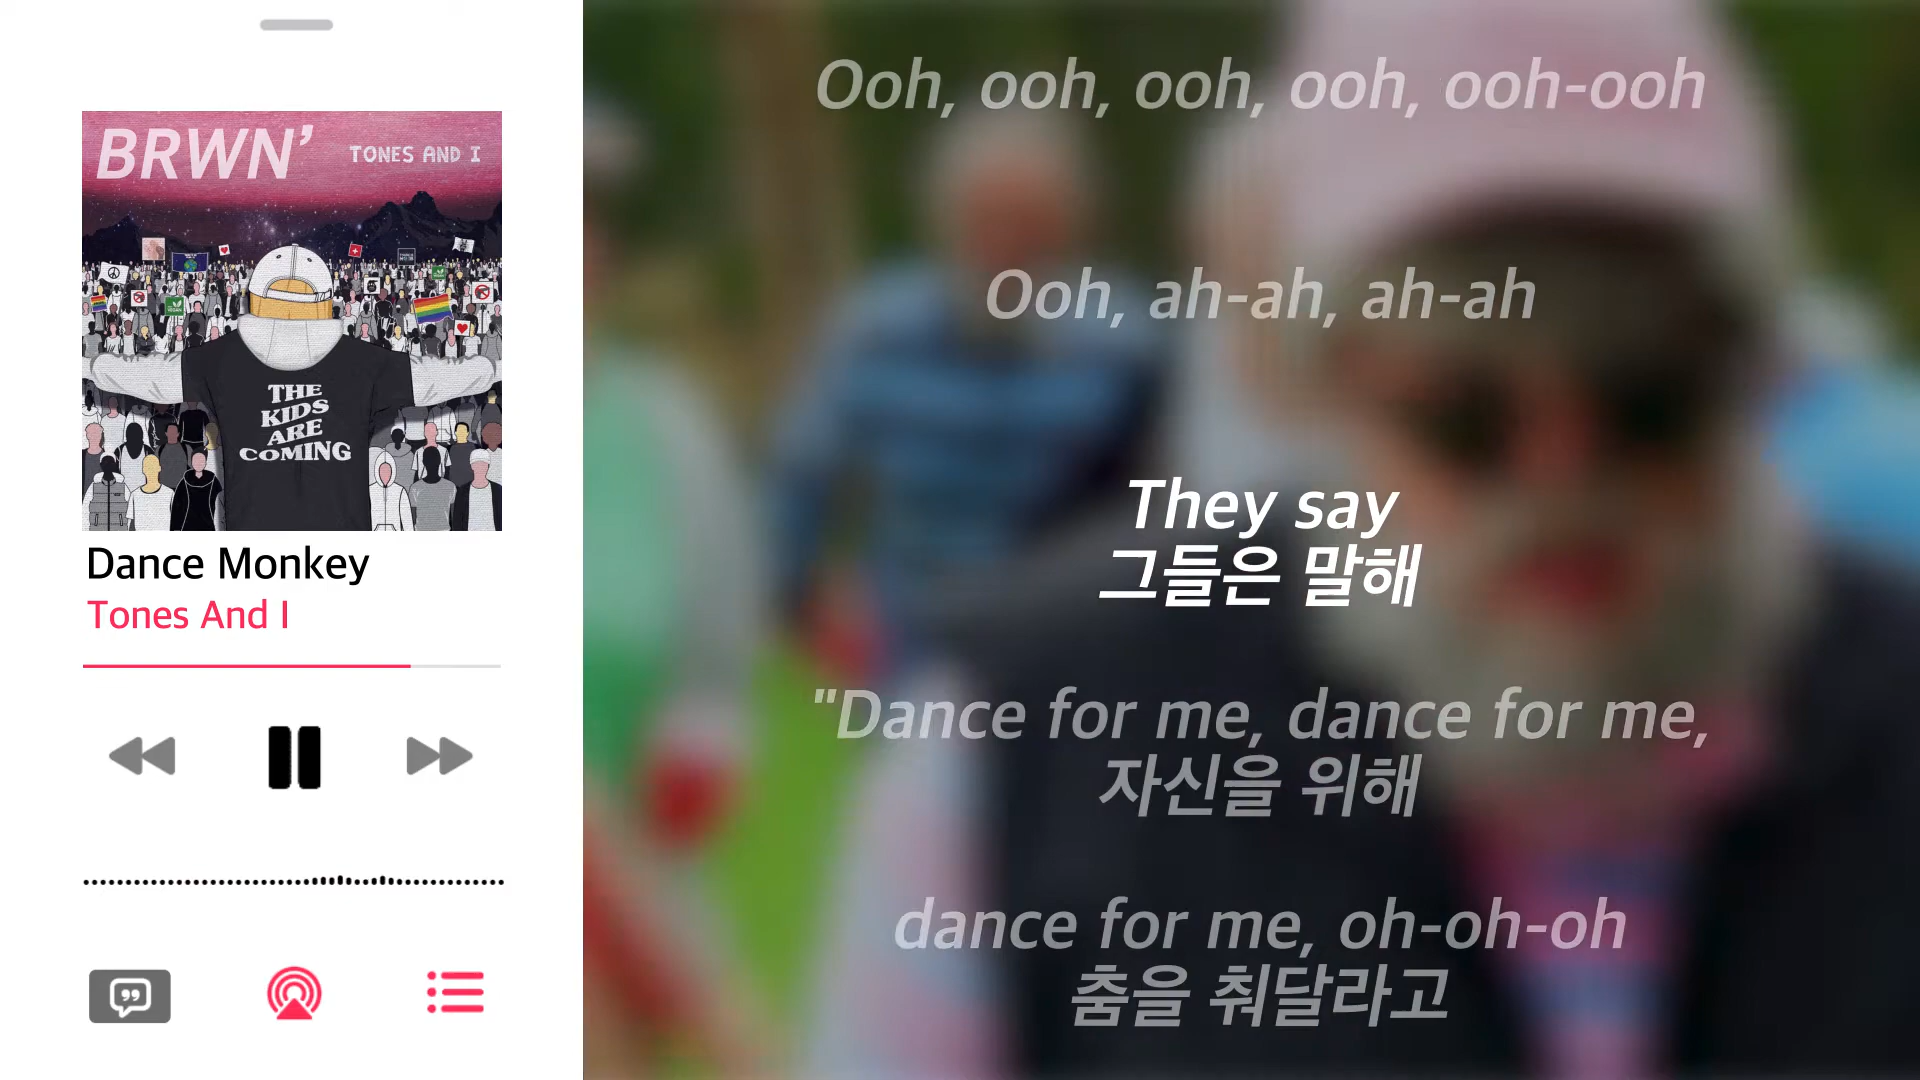 BRWN’ TONES AND I
THE
KIDS
ARE
COMING
Dance Monkey
Tones And I
Ooh, ooh, ooh, ooh, ooh-ooh
Ooh, ah-ah, ah-ah
They say
그들은 말해
"Dance for me, dance for me,
자신을 위해
dance for me, oh-oh-oh
춤을 춰달라고